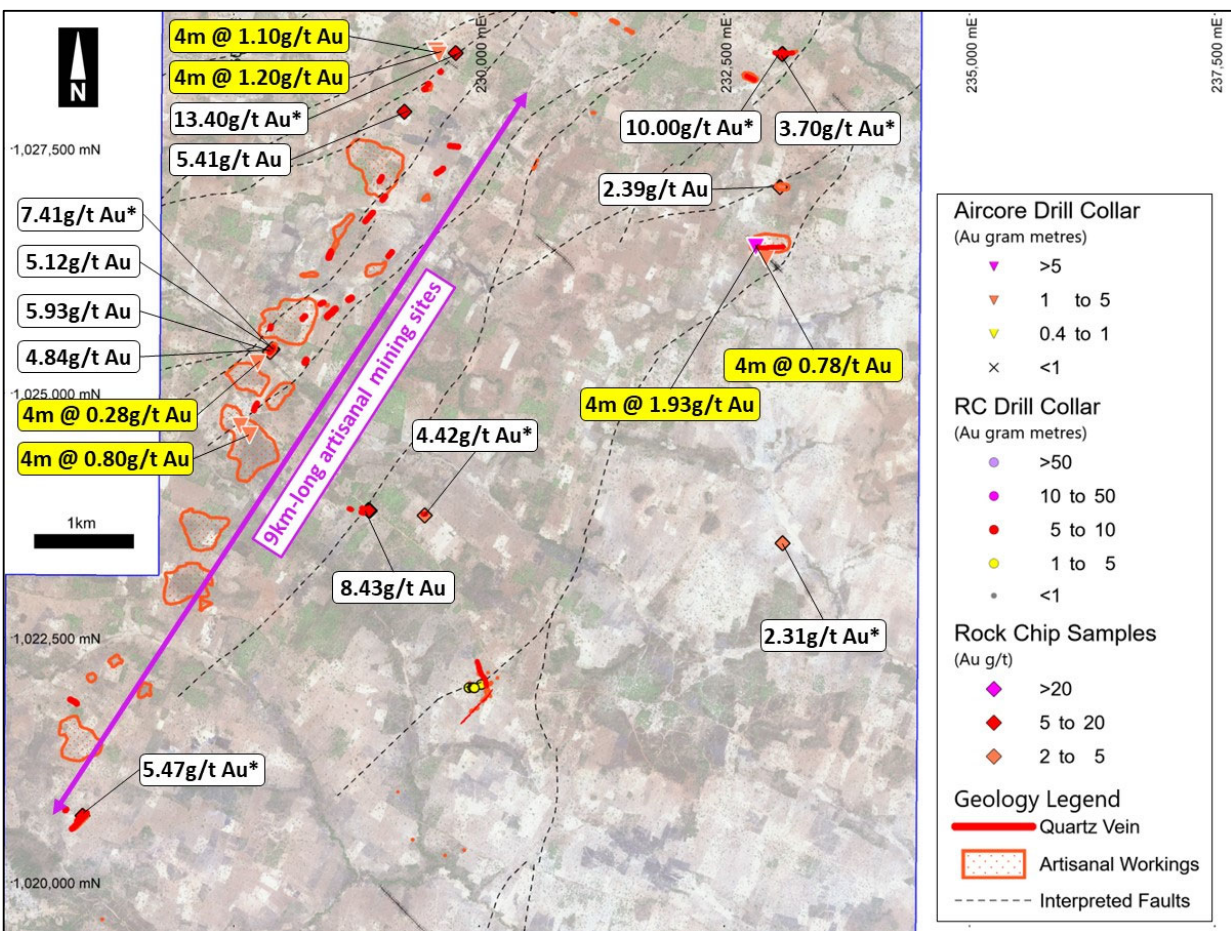 N
4m @ 1.10g/t Au
4m @ 1.20g/t Au
13.40g/t Au*
5.41g/t Au
230,000 mE
232,500 mE
235,000 mE
237,500 mE
10.00g/t Au*
3.70g/t Au*
1,027,500 mN
2.39g/t Au
7.41g/t Au*
5.12g/t Au
5.93g/t Au
4.84g/t Au
4m @ 0.28g/t Au
4m @ 0.80g/t Au
1,025,000 mN
9km-long artisanal mining sites
4m @ 0.78/t Au
4m @ 1.93g/t Au
4.42g/t Au*
1km
8.43g/t Au
2.31g/t Au*
1,022,500 mN
5.47g/t Au*
1,020,000 mN
Aircore Drill Collar
(Au gram metres)
>5
1 to 5
0.4 to 1
<1
RC Drill Collar
(Au gram metres)
>50
10 to 50
5 to 10
1 to 5
<1
Rock Chip Samples
(Au g/t)
>20
5 to 20
2 to 5
Geology Legend
Quartz Vein
Artisanal Workings
Interpreted Faults